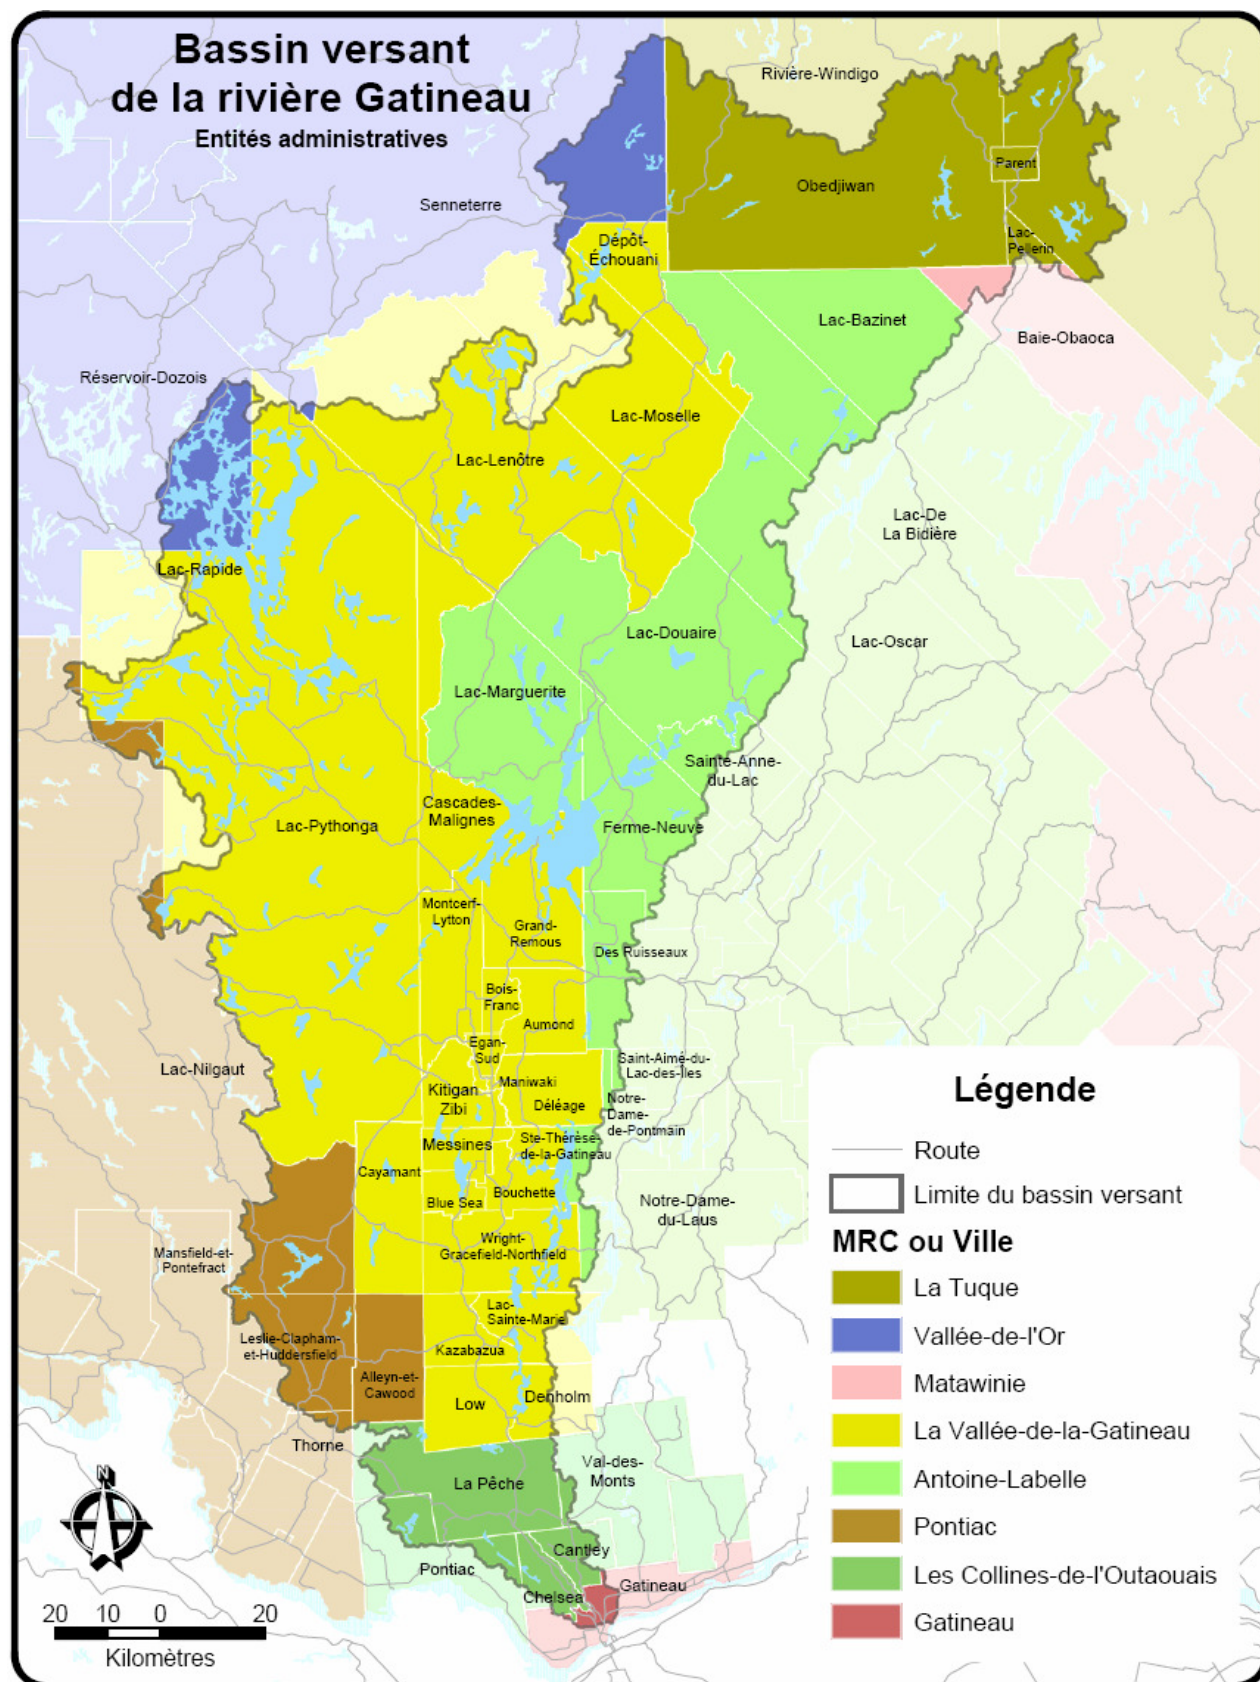 Bassin versant
de la rivière Gatineau
Entités administratives
Rivière-Windigo
Parent
Obedjiwan
Senneterre
Lac-
Pellerin
Dépôt-
Échouani
Lac-Bazinet
Baie-Obaoca
Réservoir-Dozois
Lac-Moselle
Lac-Lenôtre
Lac-De
La Bidière
Lac-Rapide
Lac-Douaire
Lac-Oscar
Lac-Marguerite
Sainte-Anne-
du-Lac
Cascades-
Malignes
Lac-Pythonga
Ferme-Neuve
Montcerf-
Lytton
Grand-
Remous
Des Ruisseaux
Bois-
Franc
Aumond
Egan-
Sud
Saint-Aimé-du-
Lac-des-Îles
Lac-Nilgaut
Maniwaki
Kitigan
Zibi
Déléage
Notre-
Dame-
de-Pontmain
Messines
Ste-Thérèse-
de-la-Gatineau
Cayamant
Blue Sea
Bouchette
Notre-Dame-
du-Laus
Wright-
Gracefield-Northfield
Mansfield-et-
Pontefract
Lac-
Sainte-Marie
Leslie-Clapham-
et-Huddersfield
Kazabazua
Alleyn-et-
Cawood
Denholm
Low
Thorne
La Pêche
Val-des-
Monts
Cantley
Pontiac
Gatineau
Chelsea
N
20 10 0 20
Kilomètres
Légende
Route
Limite du bassin versant
MRC ou Ville
La Tuque
Vallée-de-l'Or
Matawinie
La Vallée-de-la-Gatineau
Antoine-Labelle
Pontiac
Les Collines-de-l'Outaouais
Gatineau